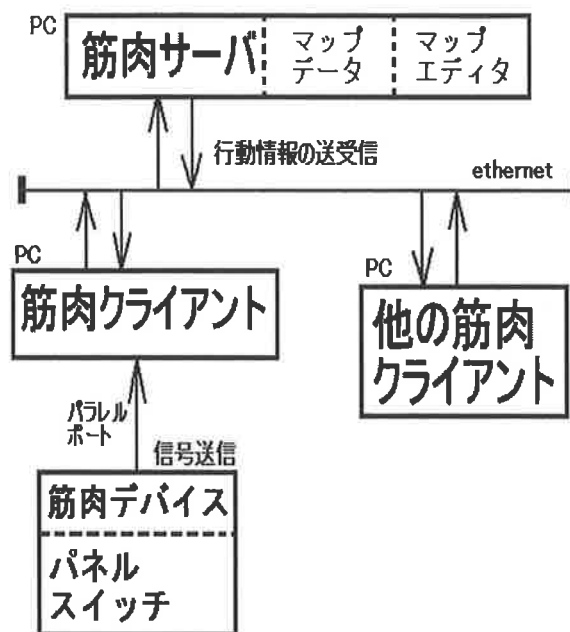 PC
筋肉サーバ
マップ
データ
マップ
エディタ
行動情報の送受信
ethernet
PC
筋肉クライアント
PC
他の筋肉
クライアント
パラレル
ポート
信号送信
筋肉デバイス
パネル
スイッチ